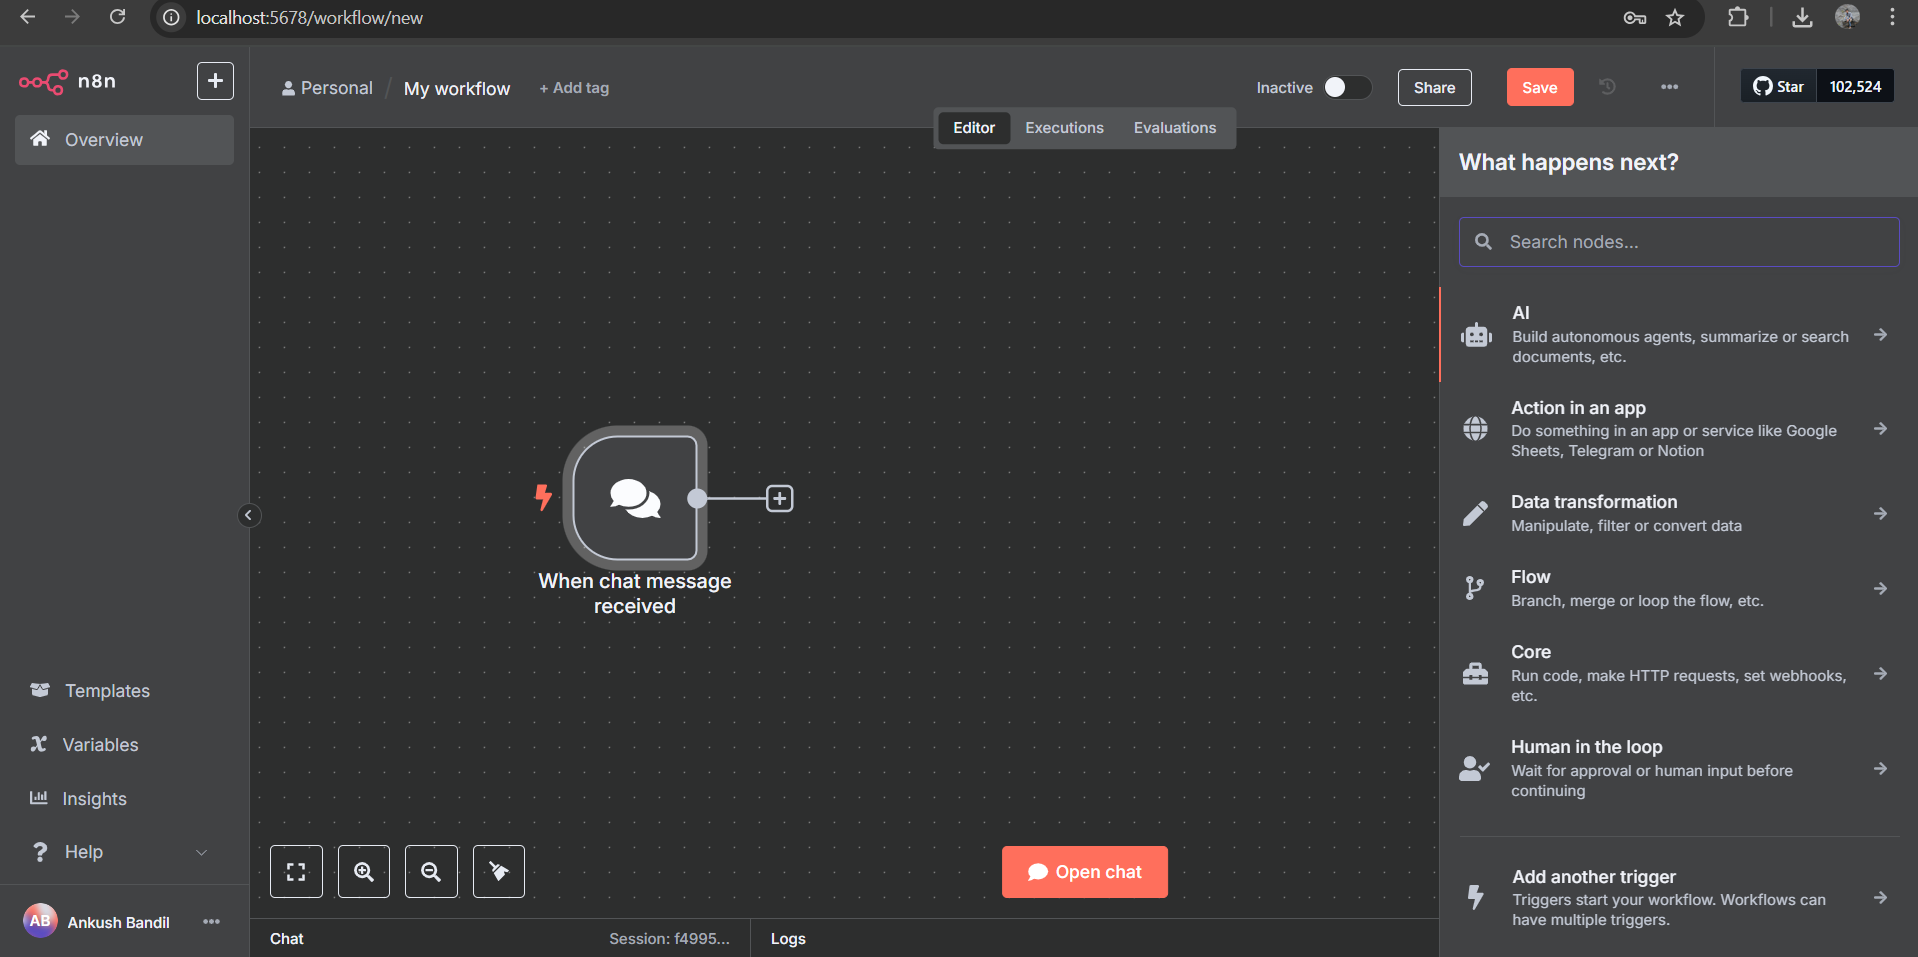 localhost:5678/workflow/new
n8n
Overview
Personal / My workflow + Add tag
Inactive
Share
Save
Star 102,524
Editor Executions Evaluations
When chat message
received
Open chat
Chat Session: f4995... Logs
Templates
Variables
Insights
Help
AB Ankush Bandil
What happens next?
Search nodes...
AI
Build autonomous agents, summarize or search
documents, etc.
Action in an app
Do something in an app or service like Google
Sheets, Telegram or Notion
Data transformation
Manipulate, filter or convert data
Flow
Branch, merge or loop the flow, etc.
Core
Run code, make HTTP requests, set webhooks,
etc.
Human in the loop
Wait for approval or human input before
continuing
Add another trigger
Triggers start your workflow. Workflows can
have multiple triggers.